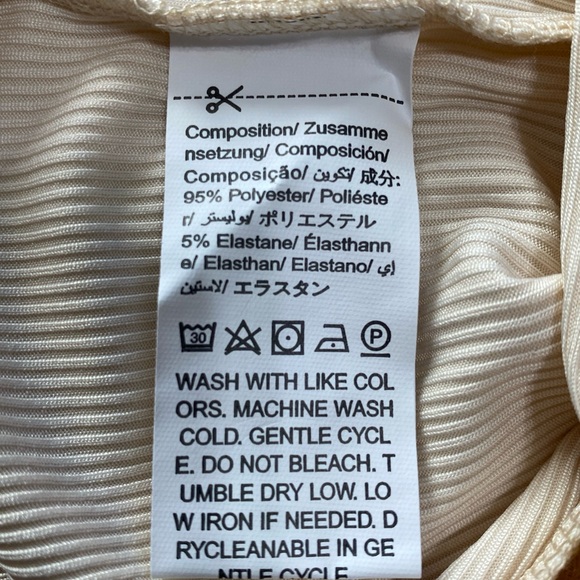 Composition/ Zusamme
nsetzung/ Composición/
Composição/ تكوين/ 成分:
95% Polyester/ Poliéste
r/ بوليستر/ ポリエステル
5% Elastane/ Élasthann
e/ Elasthan/ Elastano/ إي
لاستين/ エラスタン
30
P
WASH WITH LIKE COL
ORS. MACHINE WASH
COLD. GENTLE CYCL
E. DO NOT BLEACH. T
UMBLE DRY LOW. LO
W IRON IF NEEDED. D
RYCLEANABLE IN GE
NTLE CYCLE.